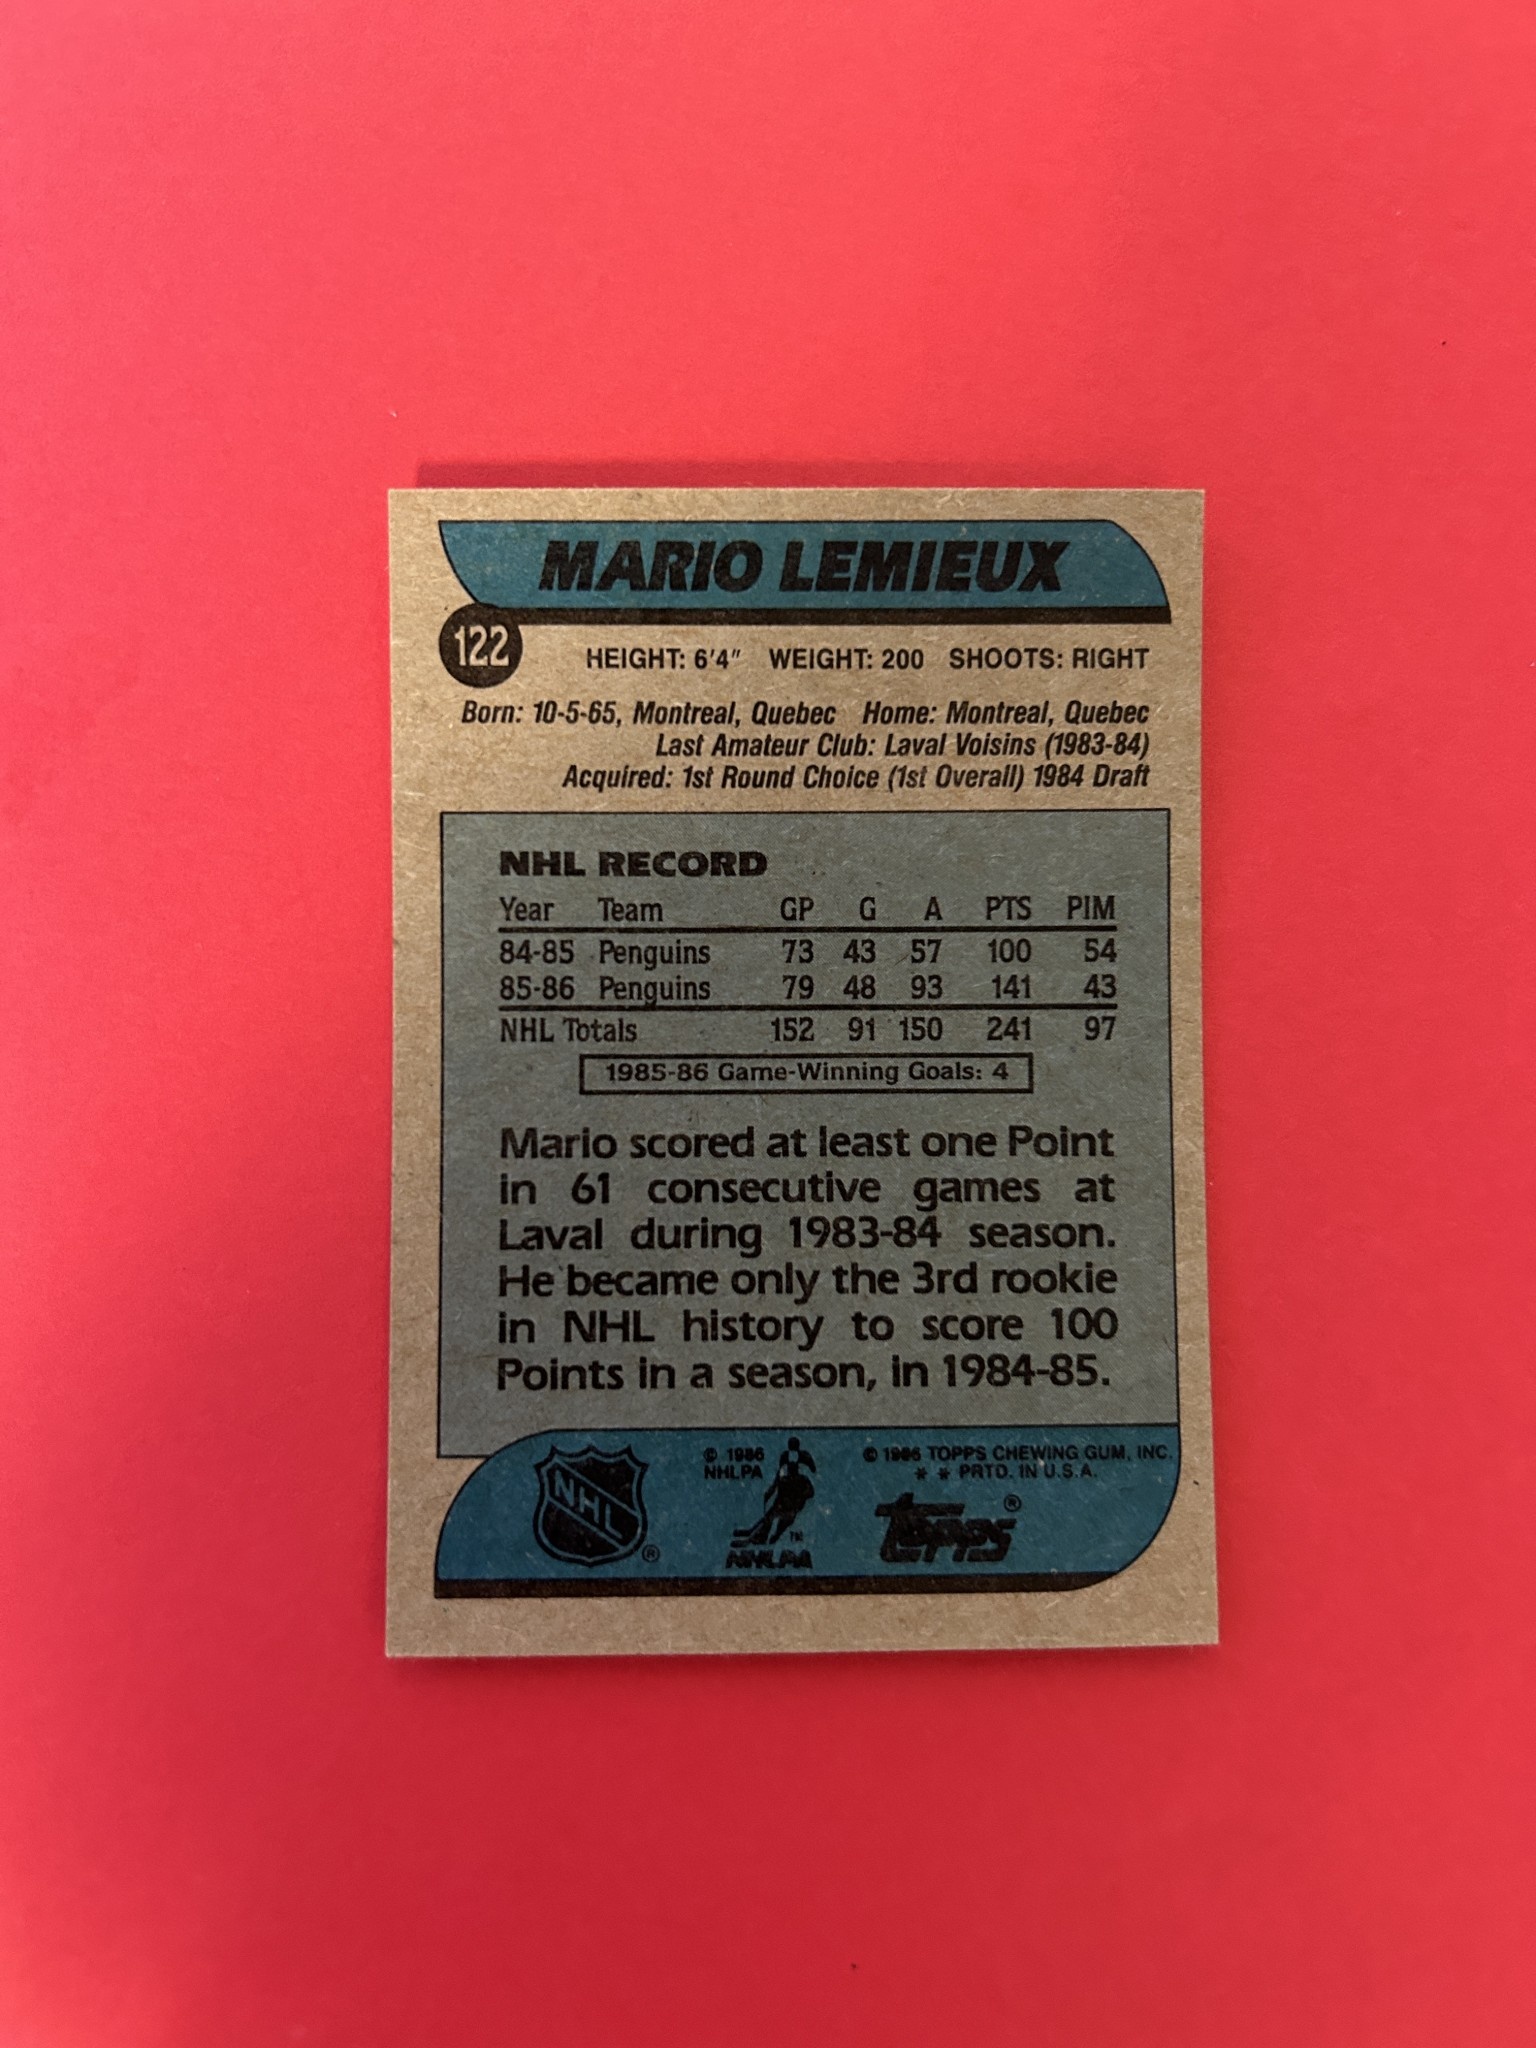 MARIO LEMIEUX
122
HEIGHT: 6'4" WEIGHT: 200 SHOOTS: RIGHT
Born: 10-5-65, Montreal, Quebec Home: Montreal, Quebec
Last Amateur Club: Laval Voisins (1983-84)
Acquired: 1st Round Choice (1st Overall) 1984 Draft
NHL RECORD
Year Team GP G A PTS PIM
84-85 Penguins 73 43 57 100 54
85-86 Penguins 79 48 93 141 43
NHL Totals 152 91 150 241 97
1985-86 Game-Winning Goals: 4
Mario scored at least one Point
in 61 consecutive games at
Laval during 1983-84 season.
He became only the 3rd rookie
in NHL history to score 100
Points in a season, in 1984-85.
NHL ®
© 1986
NHLPA
TM
NHLPA
© 1986 TOPPS CHEWING GUM, INC.
* * PRTD. IN U.S.A.
TOPPS ®